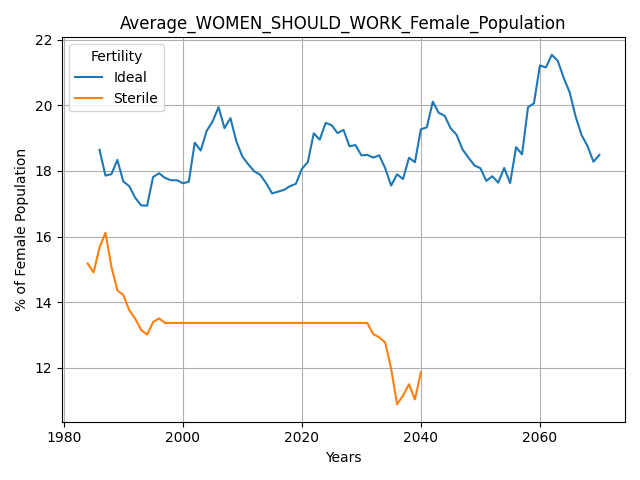 Average_WOMEN_SHOULD_WORK_Female_Population
Fertility
Ideal
Sterile
% of Female Population
22
20
18
16
14
12
1980
2000
2020
2040
2060
Years